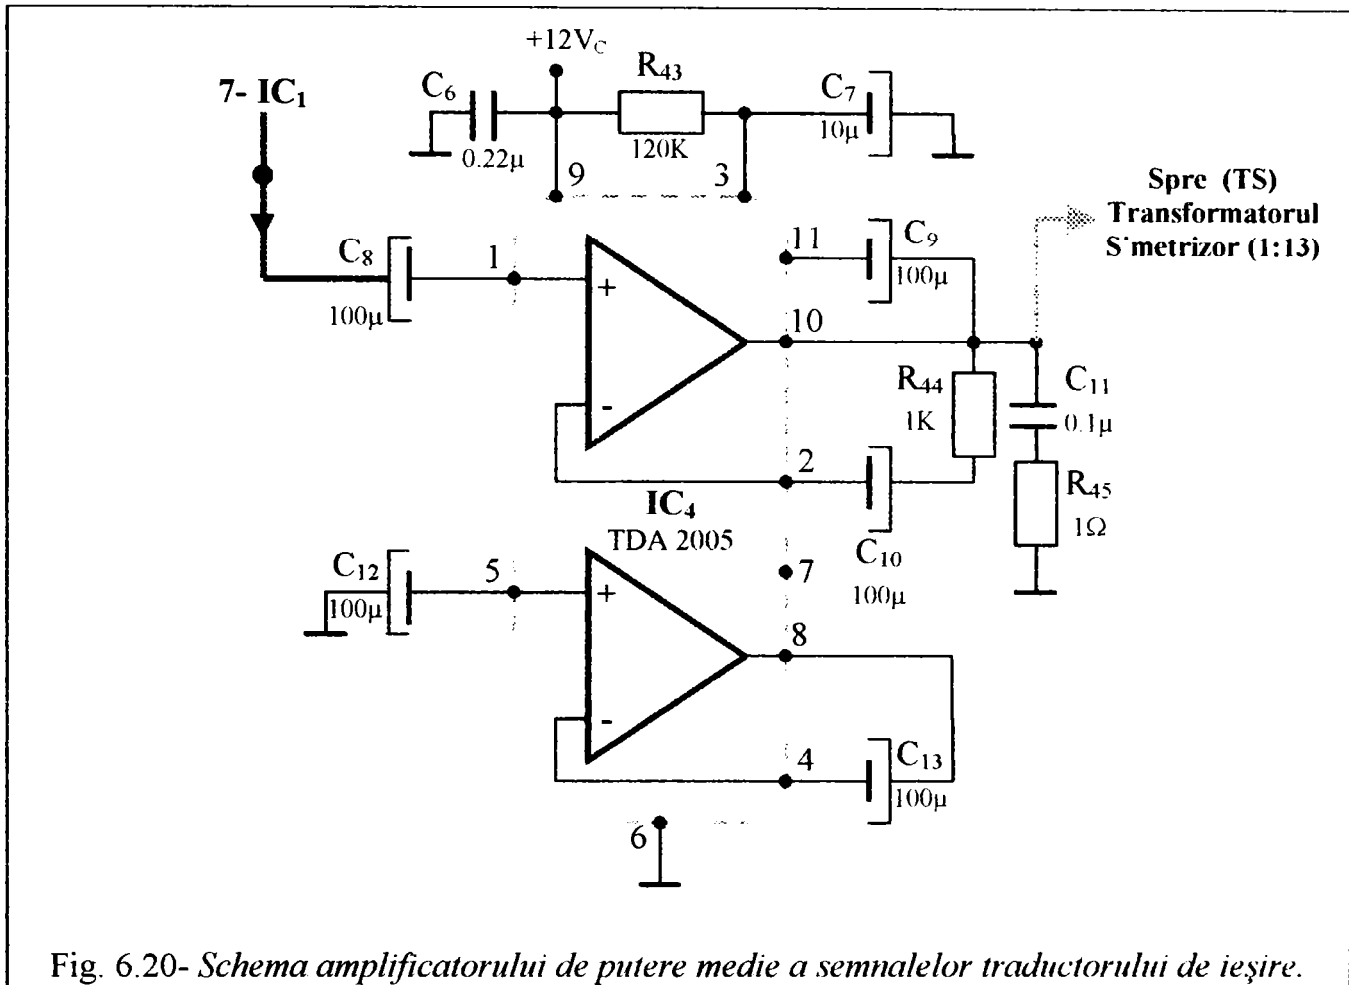 +12V_C
7- IC₁
C₆
R₄₃
C₇
0.22µ
120K
10µ
9
3
Spre (TS)
Transformatorul
Simetrizor (1:13)
C₈
100µ
1
+
-
11
C₉
100µ
10
R₄₄
1K
C₁₁
0.1µ
2
R₄₅
1Ω
C₁₀
100µ
IC₄
TDA 2005
C₁₂
100µ
5
+
-
7
8
4
C₁₃
100µ
6
Fig. 6.20- Schema amplificatorului de putere medie a semnalelor traductorului de ieşire.